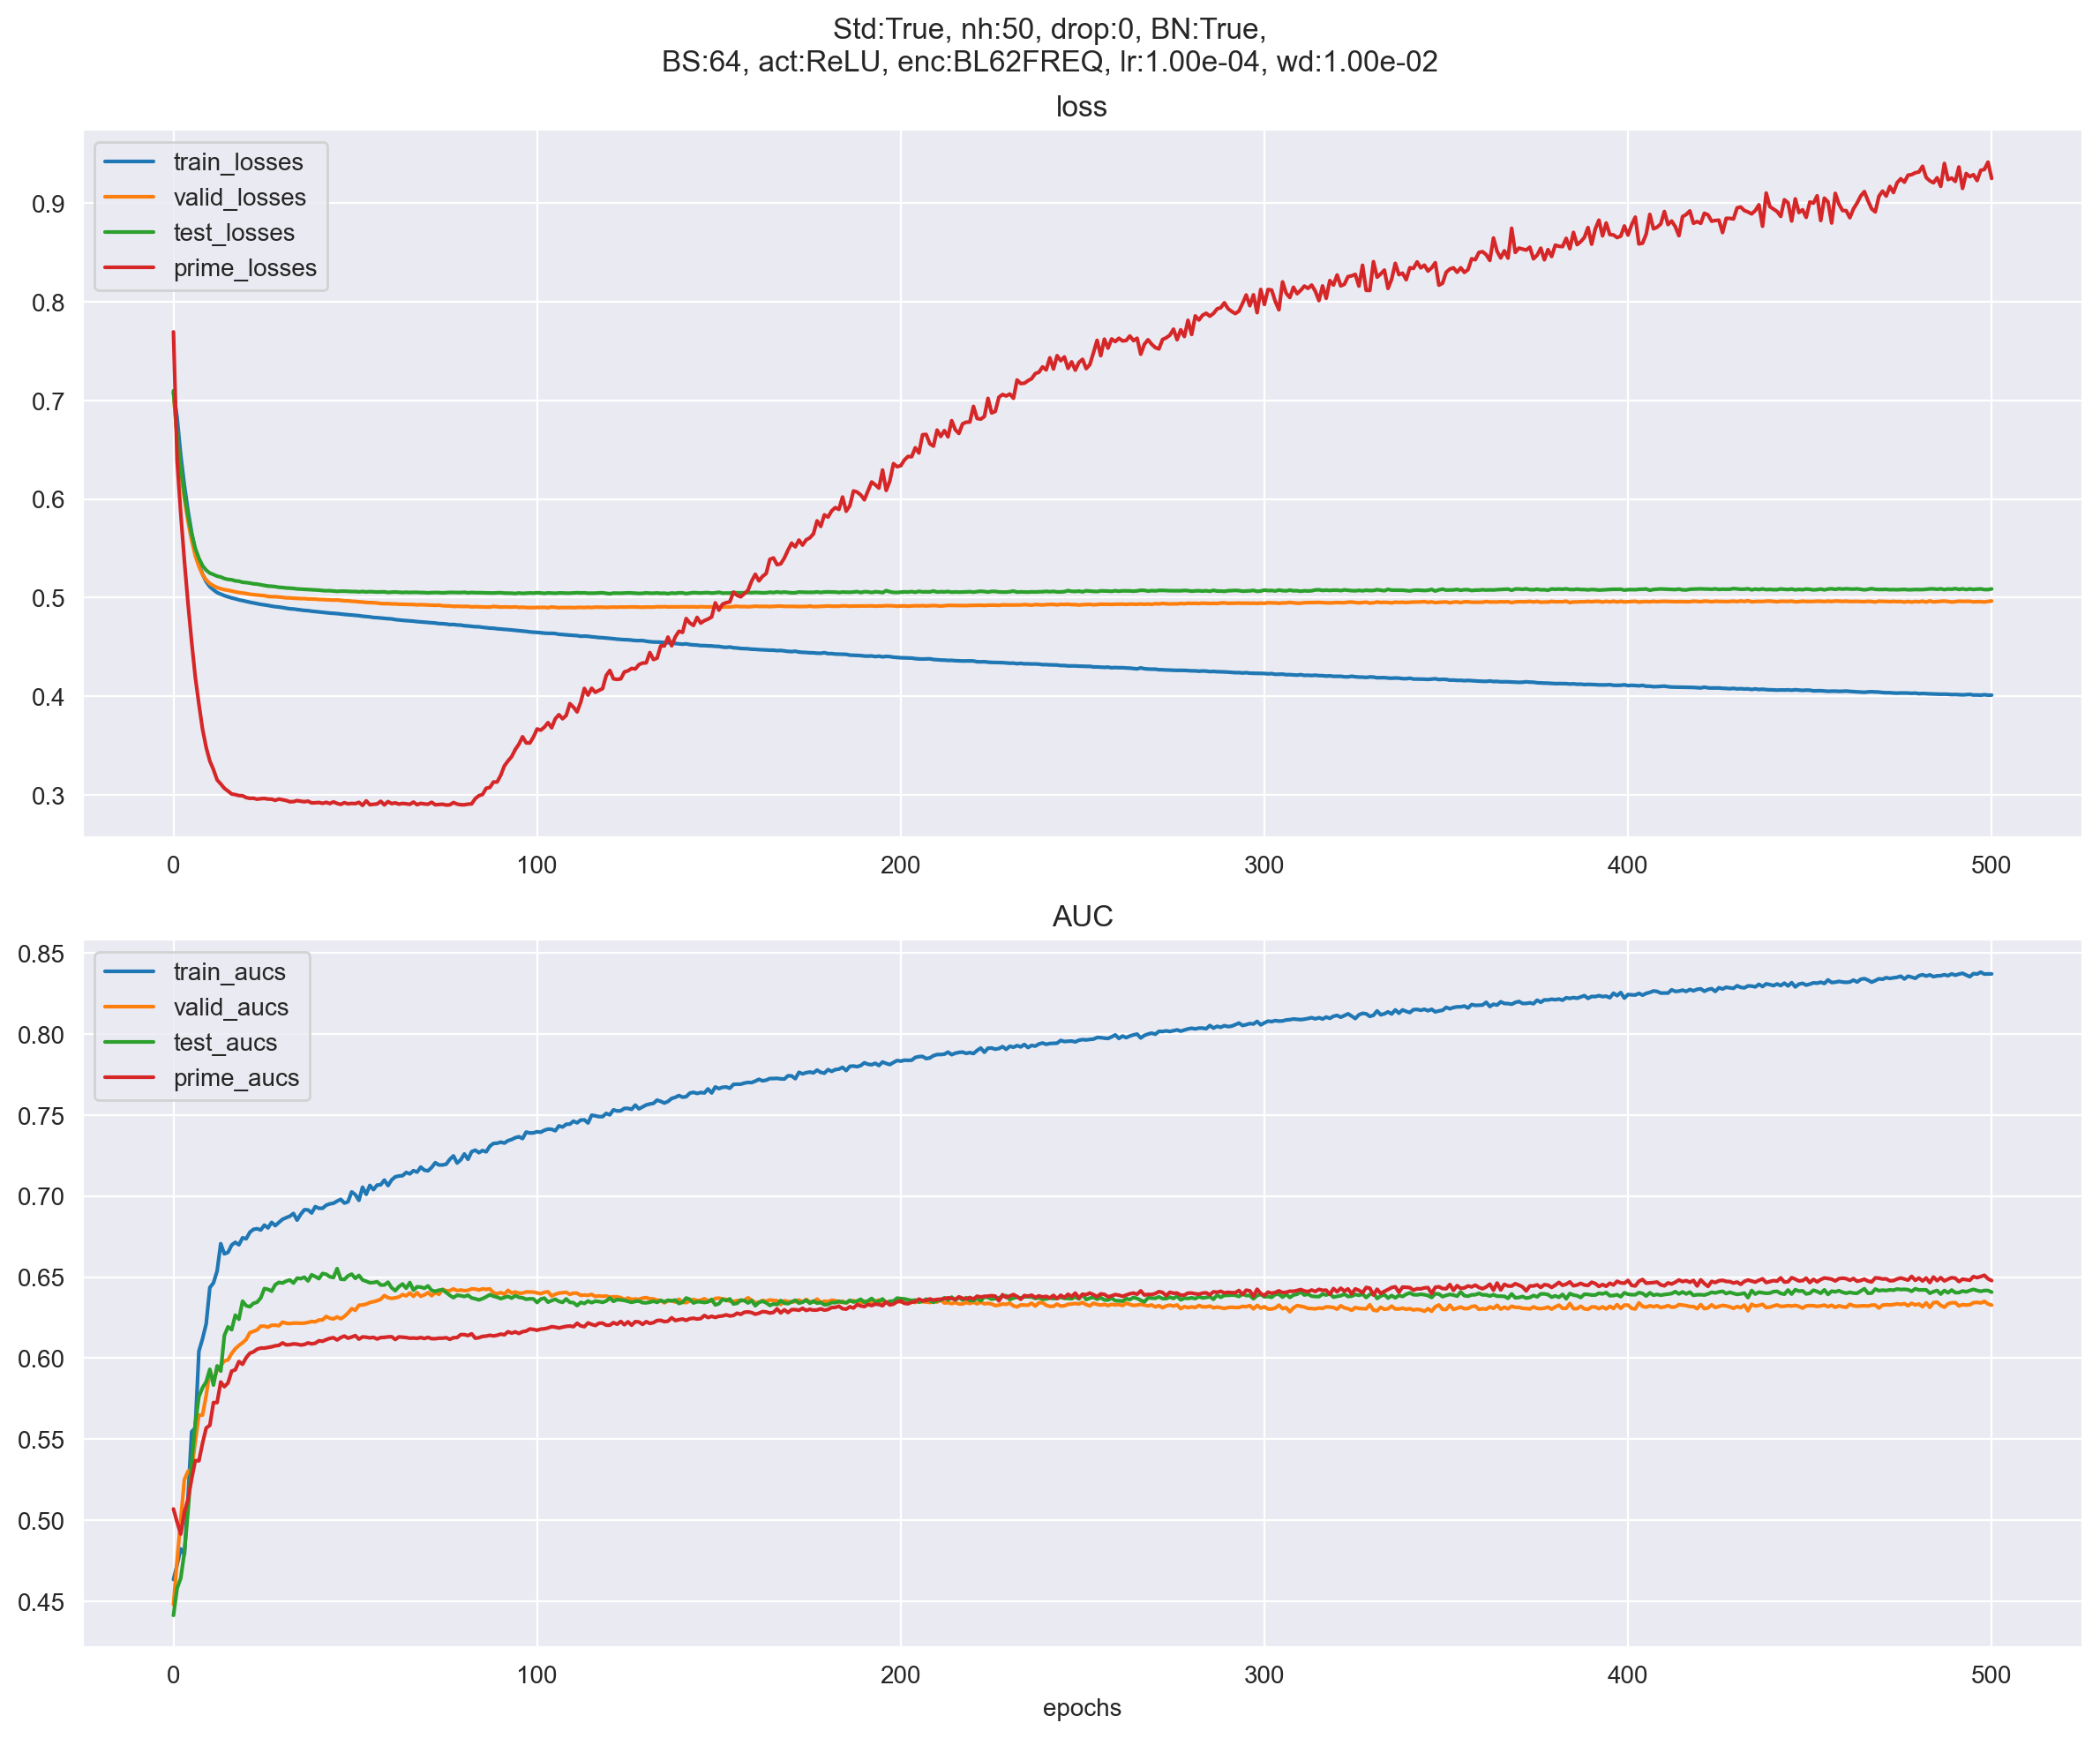 Std:True, nh:50, drop:0, BN:True,
BS:64, act:ReLU, enc:BL62FREQ, lr:1.00e-04, wd:1.00e-02
loss
train_losses
valid_losses
test_losses
prime_losses
0.9
0.8
0.7
0.6
0.5
0.4
0.3
0 100 200 300 400 500
AUC
train_aucs
valid_aucs
test_aucs
prime_aucs
0.85
0.80
0.75
0.70
0.65
0.60
0.55
0.50
0.45
0 100 200 300 400 500
epochs